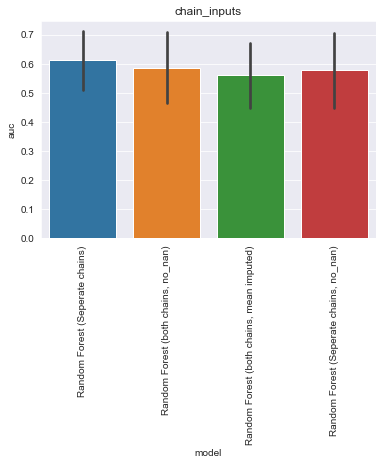 chain_inputs
0.7
0.6
0.5
0.4
0.3
0.2
0.1
0.0
auc
Random Forest (Seperate chains)
Random Forest (both chains, no_nan)
Random Forest (both chains, mean imputed)
Random Forest (Seperate chains, no_nan)
model